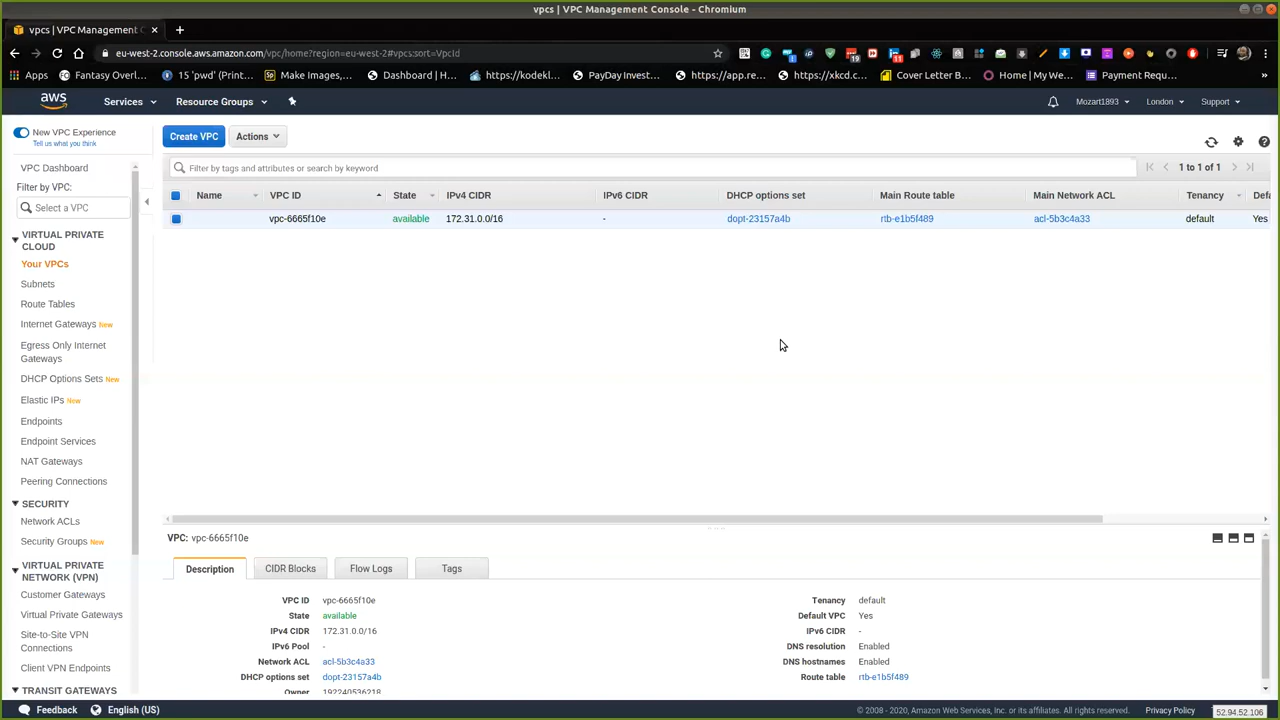 vpcs | VPC Management Console - Chromium
vpcs | VPC Management C
eu-west-2.console.aws.amazon.com/vpc/home?region=eu-west-2#vpcs:sort=VpcId
Apps
Fantasy Overl...
15 'pwd' (Print...
Make Images,...
Dashboard | H...
https://kodekl...
PayDay Invest...
https://app.re...
https://xkcd.c...
Cover Letter B...
Home | My We...
Payment Requ...
»
aws
Services
Resource Groups
Mozart1893
London
Support
New VPC Experience
Tell us what you think
Create VPC
Actions
VPC Dashboard
Filter by VPC:
Select a VPC
VIRTUAL PRIVATE
CLOUD
Your VPCs
Subnets
Route Tables
Internet Gateways New
Egress Only Internet
Gateways
DHCP Options Sets New
Elastic IPs New
Endpoints
Endpoint Services
NAT Gateways
Peering Connections
SECURITY
Network ACLs
Security Groups New
VIRTUAL PRIVATE
NETWORK (VPN)
Customer Gateways
Virtual Private Gateways
Site-to-Site VPN
Connections
Client VPN Endpoints
TRANSIT GATEWAYS
Filter by tags and attributes or search by keyword
1 to 1 of 1
Name VPC ID State IPv4 CIDR IPv6 CIDR DHCP options set Main Route table Main Network ACL Tenancy Defa
vpc-6665f10e available 172.31.0.0/16 - dopt-23157a4b rtb-e1b5f489 acl-5b3c4a33 default Yes
VPC: vpc-6665f10e
Description CIDR Blocks Flow Logs Tags
VPC ID vpc-6665f10e Tenancy default
State available Default VPC Yes
IPv4 CIDR 172.31.0.0/16 IPv6 CIDR -
IPv6 Pool - DNS resolution Enabled
Network ACL acl-5b3c4a33 DNS hostnames Enabled
DHCP options set dopt-23157a4b Route table rtb-e1b5f489
Owner 192240536218
Feedback
English (US)
© 2008 - 2020, Amazon Web Services, Inc. or its affiliates. All rights reserved.
Privacy Policy
52.94.52.106